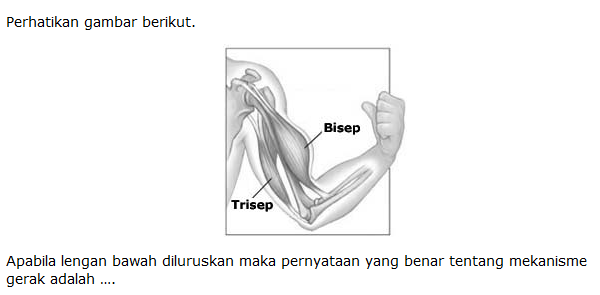 Perhatikan gambar berikut.
Bisep
Trisep
Apabila lengan bawah diluruskan maka pernyataan yang benar tentang mekanisme
gerak adalah ....